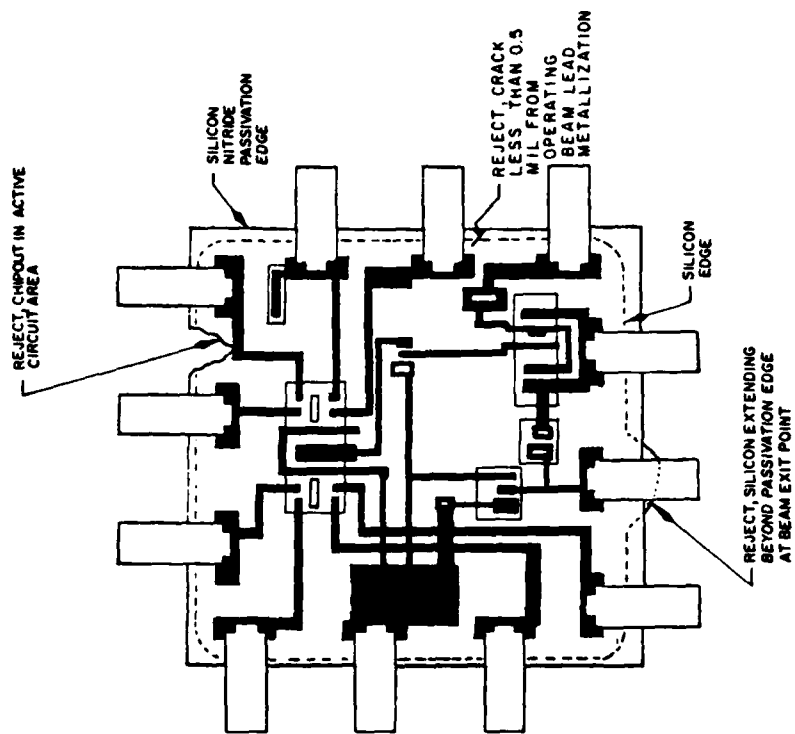 REJECT, CHIPOUT IN ACTIVE
CIRCUIT AREA
SILICON
NITRIDE
PASSIVATION
EDGE
REJECT, CRACK
LESS THAN 0.5
MIL FROM
OPERATING
BEAM LEAD
METALLIZATION
SILICON
EDGE
REJECT, SILICON EXTENDING
BEYOND PASSIVATION EDGE
AT BEAM EXIT POINT